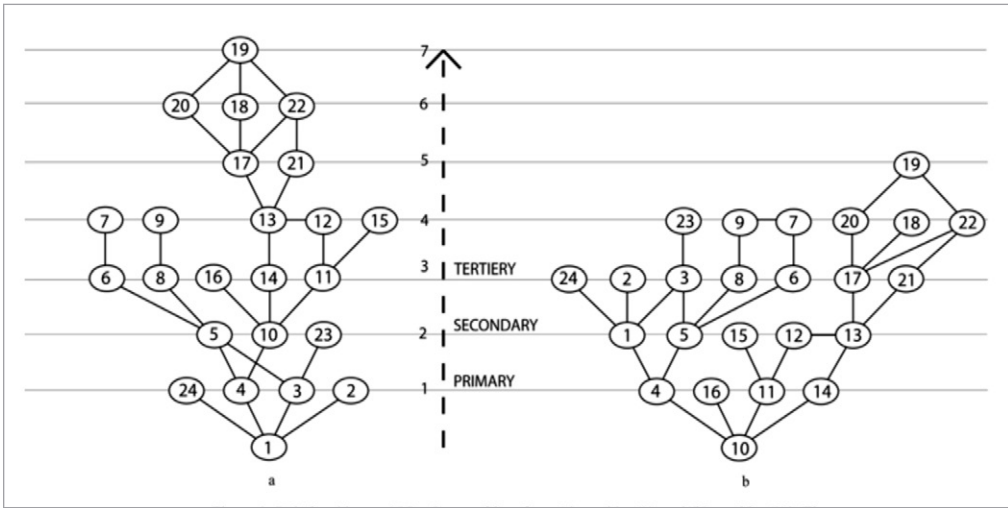 19 7
20 18 22 6
17 21 5 19
7 9 13 12 15 4 23 9 7 20 18 22
6 8 16 14 11 3 TERTIERY 24 2 3 8 6 17 21
5 10 23 2 SECONDARY 1 5 15 12 13
24 4 3 2 1 PRIMARY 4 16 11 14
1 10
a b